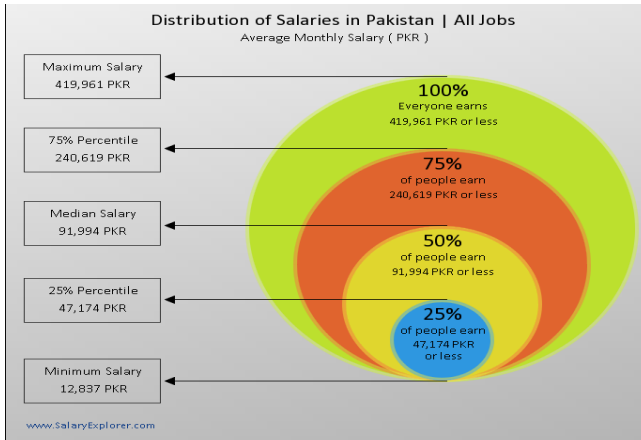 Distribution of Salaries in Pakistan | All Jobs
Average Monthly Salary ( PKR )
Maximum Salary
419,961 PKR
75% Percentile
240,619 PKR
Median Salary
91,994 PKR
25% Percentile
47,174 PKR
Minimum Salary
12,837 PKR
100%
Everyone earns
419,961 PKR or less
75%
of people earn
240,619 PKR or less
50%
of people earn
91,994 PKR or less
25%
of people earn
47,174 PKR
or less
www.SalaryExplorer.com